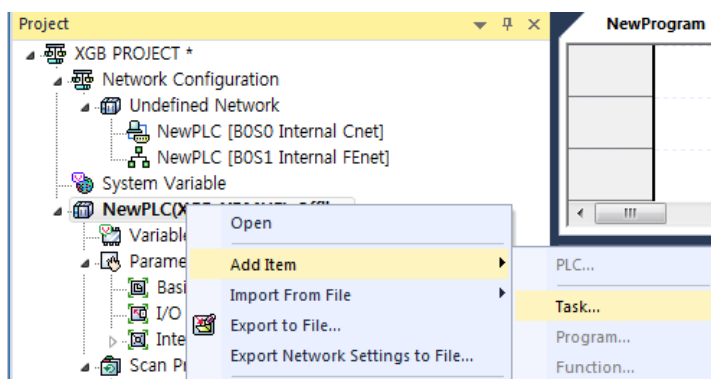 Project
NewProgram
XGB PROJECT *
Network Configuration
Undefined Network
NewPLC [B0S0 Internal Cnet]
NewPLC [B0S1 Internal FEnet]
System Variable
NewPLC(
Open
Add Item
PLC...
Import From File
Task...
Export to File...
Program...
Export Network Settings to File...
Function...
Variable
Parame
Basi
I/O
Inte
Scan Pr